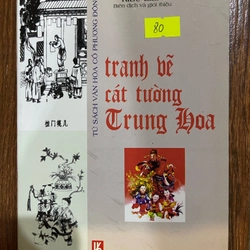 Biên dịch và giới thiệu
80
tranh vẽ
cát tường
Trung Hoa
TỦ SÁCH VĂN HÓA CỔ PHƯƠNG ĐÔNG